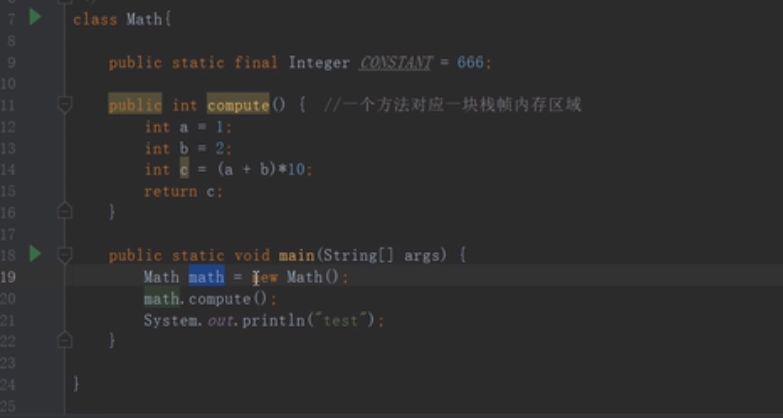 7 class Math{
8
9 public static final Integer CONSTANT = 666;
10
11 public int compute() { //一个方法对应一块栈帧内存区域
12 int a = 1;
13 int b = 2;
14 int c = (a + b)*10;
15 return c;
16 }
17
18 public static void main(String[] args) {
19 Math math = new Math();
20 math.compute();
21 System.out.println("test");
22 }
23
24 }
25